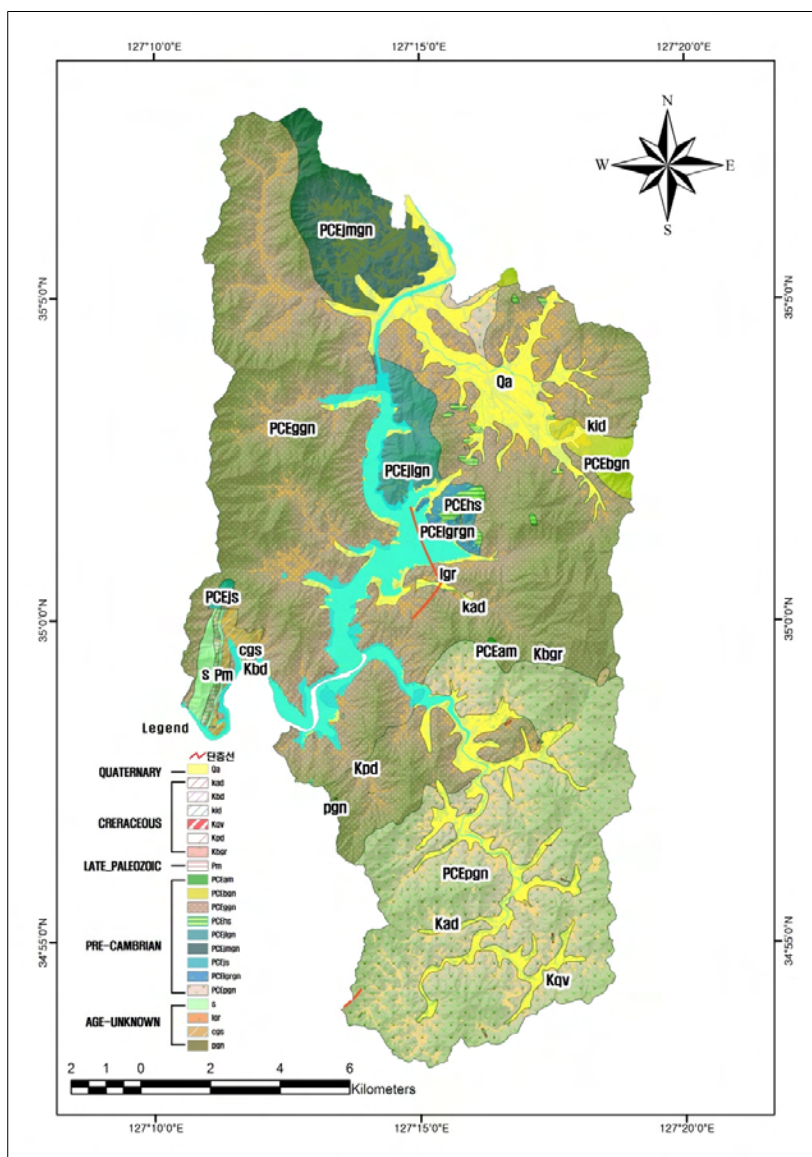 127°10'0"E 127°15'0"E 127°20'0"E
N
W E
S
PCEjmgn
35°5'0"N 35°5'0"N
Qa
kid
PCEggn
PCEbgn
PCEjlgn
PCEhs
PCElgrgn
lgr
PCEjs
kad
35°0'0"N 35°0'0"N
cgs
PCEam Kbgr
s Pm Kbd
Legend
단층선
Kpd
QUATERNARY Qa
kad
pgn
Kbd
kid
CRERACEOUS Kqv
Kpd
Kbgr
LATE_PALEOZOIC Pm
PCEpgn
PCEam
PCEbgn
PCEggn
Kad
PCEhs
PCEjlgn
34°55'0"N 34°55'0"N
PRE-CAMBRIAN PCEjmgn
PCEjs
Kqv
PCElgrgn
PCEpgn
s
AGE-UNKNOWN lgr
cgs
pgn
2 1 0 2 4 6
Kilometers
127°10'0"E 127°15'0"E 127°20'0"E